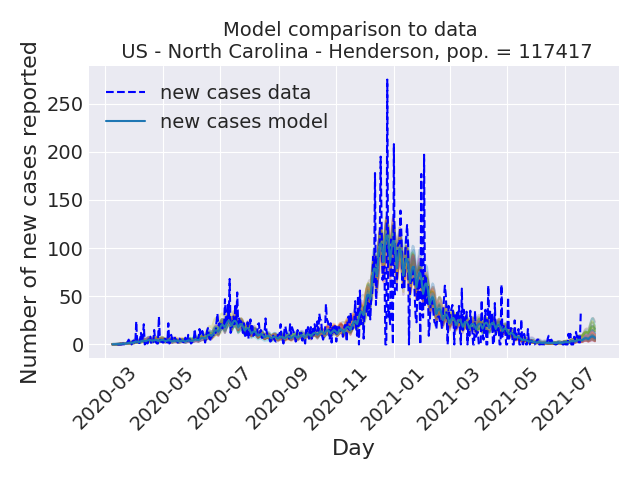 Model comparison to data
US - North Carolina - Henderson, pop. = 117417
Number of new cases reported
250
200
150
100
50
0
new cases data
new cases model
2020-03
2020-05
2020-07
2020-09
2020-11
2021-01
2021-03
2021-05
2021-07
Day